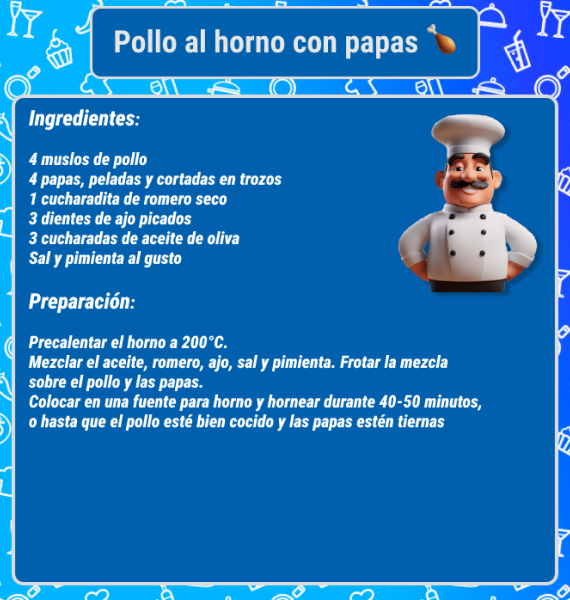 Pollo al horno con papas 🍗
Ingredientes:
4 muslos de pollo
4 papas, peladas y cortadas en trozos
1 cucharadita de romero seco
3 dientes de ajo picados
3 cucharadas de aceite de oliva
Sal y pimienta al gusto
Preparación:
Precalentar el horno a 200°C.
Mezclar el aceite, romero, ajo, sal y pimienta. Frotar la mezcla
sobre el pollo y las papas.
Colocar en una fuente para horno y hornear durante 40-50 minutos,
o hasta que el pollo esté bien cocido y las papas estén tiernas